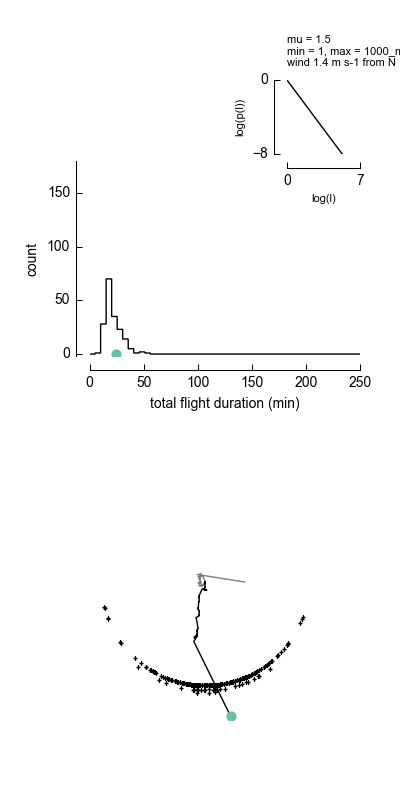 mu = 1.5
min = 1, max = 1000_m
wind 1.4 m s-1 from N
0
log(p(l))
−8
0
7
log(l)
150
100
count
50
0
0
50
100
150
200
250
total flight duration (min)